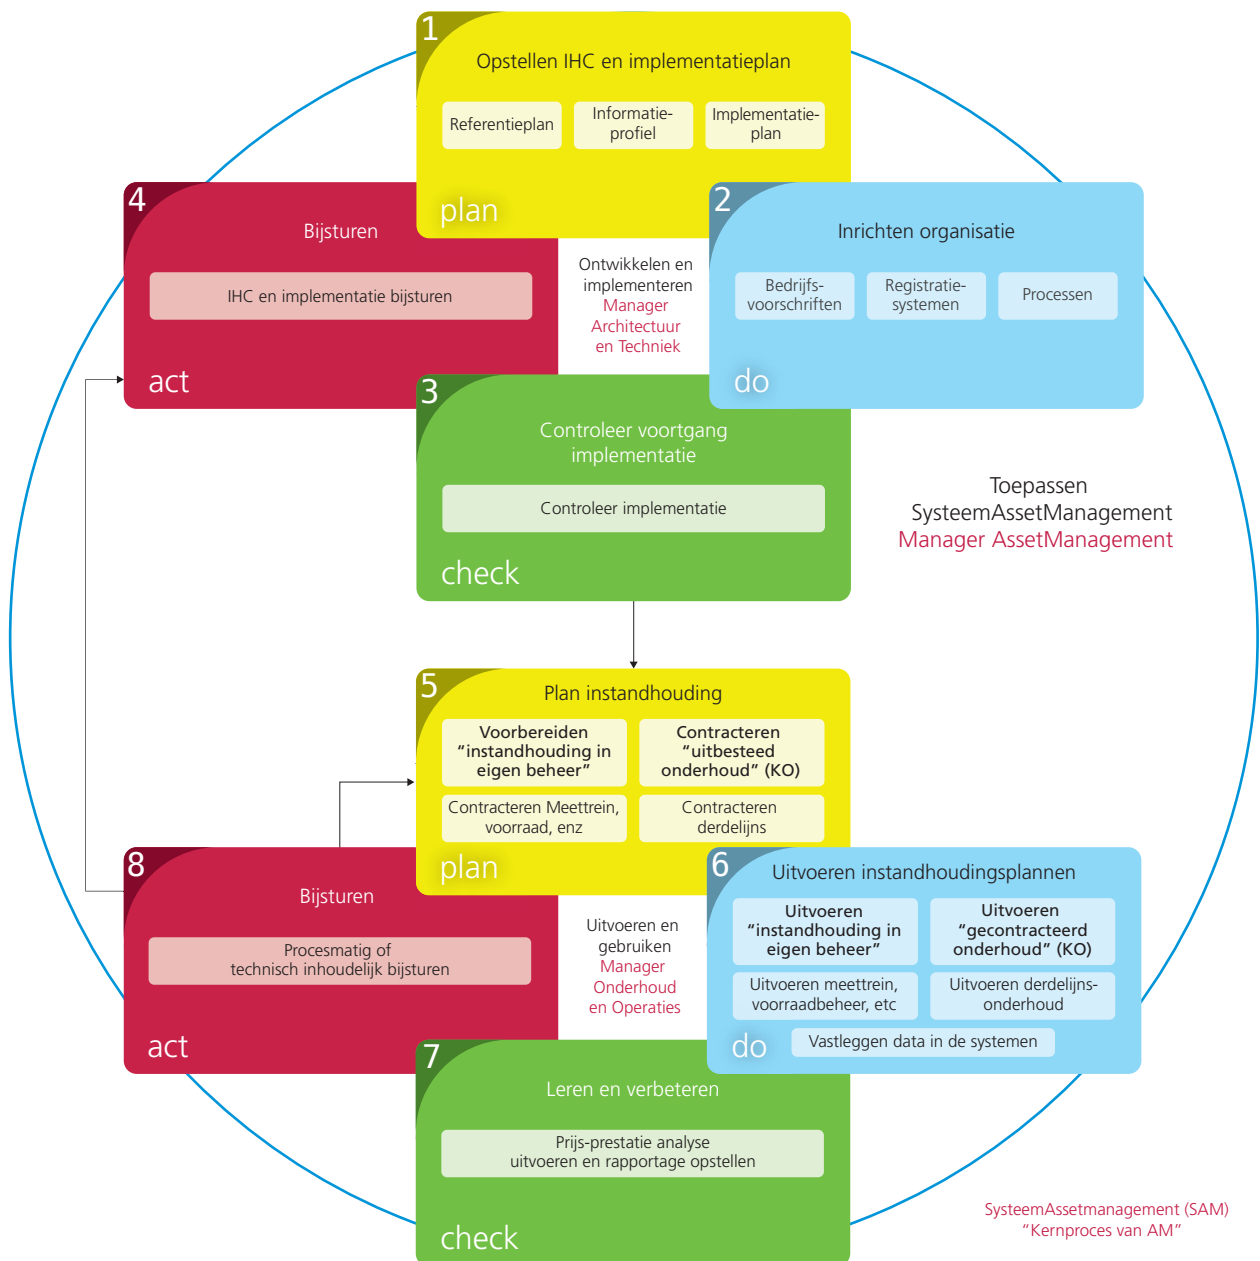 1
Opstellen IHC en implementatieplan
Referentieplan
Informatie-
profiel
Implementatie-
plan
plan
4
Bijsturen
IHC en implementatie bijsturen
act
2
Inrichten organisatie
Bedrijfs-
voorschriften
Registratie-
systemen
Processen
do
Ontwikkelen en
implementeren
Manager
Architectuur
en Techniek
3
Controleer voortgang
implementatie
Controleer implementatie
check
Toepassen
SysteemAssetManagement
Manager AssetManagement
5
Plan instandhouding
Voorbereiden
“instandhouding in
eigen beheer”
Contracteren
“uitbesteed
onderhoud” (KO)
Contracteren Meettrein,
voorraad, enz
Contracteren
derdelijns
plan
8
Bijsturen
Procesmatig of
technisch inhoudelijk bijsturen
act
6
Uitvoeren instandhoudingsplannen
Uitvoeren
“instandhouding in
eigen beheer”
Uitvoeren
“gecontracteerd
onderhoud” (KO)
Uitvoeren meettrein,
voorraadbeheer, etc
Uitvoeren derdelijns-
onderhoud
Vastleggen data in de systemen
do
Uitvoeren en
gebruiken
Manager
Onderhoud
en Operaties
7
Leren en verbeteren
Prijs-prestatie analyse
uitvoeren en rapportage opstellen
check
SysteemAssetmanagement (SAM)
“Kernproces van AM”